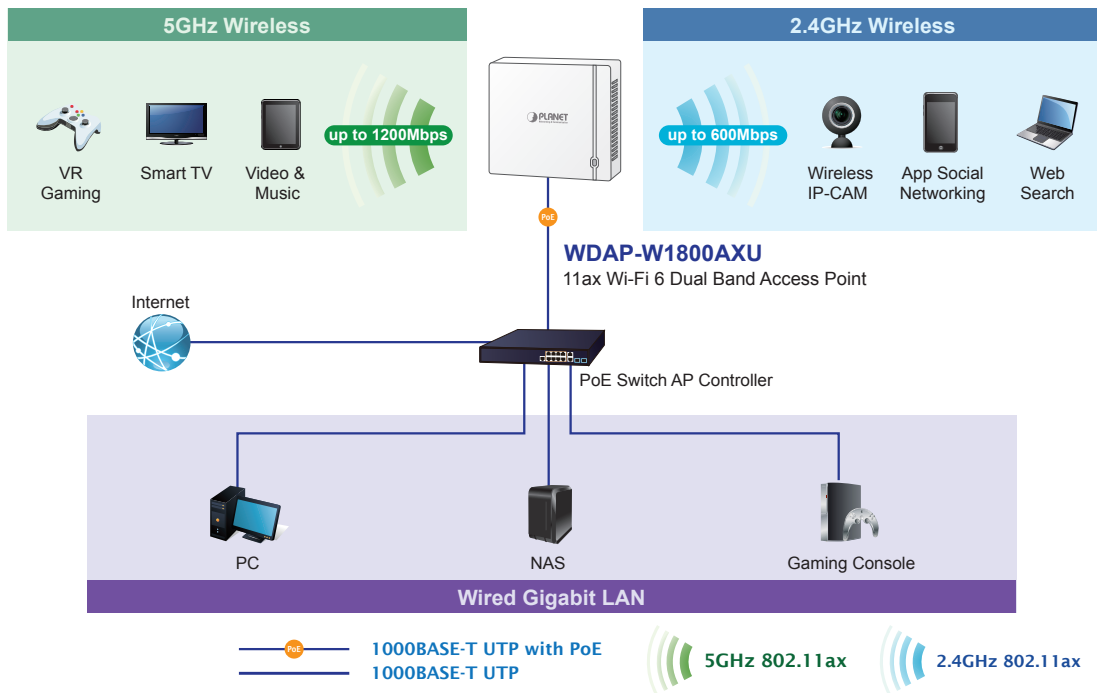 5GHz Wireless
2.4GHz Wireless
VR
Gaming
Smart TV
Video &
Music
up to 1200Mbps
PLANET
up to 600Mbps
Wireless
IP-CAM
App Social
Networking
Web
Search
PoE
WDAP-W1800AXU
11ax Wi-Fi 6 Dual Band Access Point
Internet
PoE Switch AP Controller
PC
NAS
Gaming Console
Wired Gigabit LAN
PoE
1000BASE-T UTP with PoE
1000BASE-T UTP
5GHz 802.11ax
2.4GHz 802.11ax